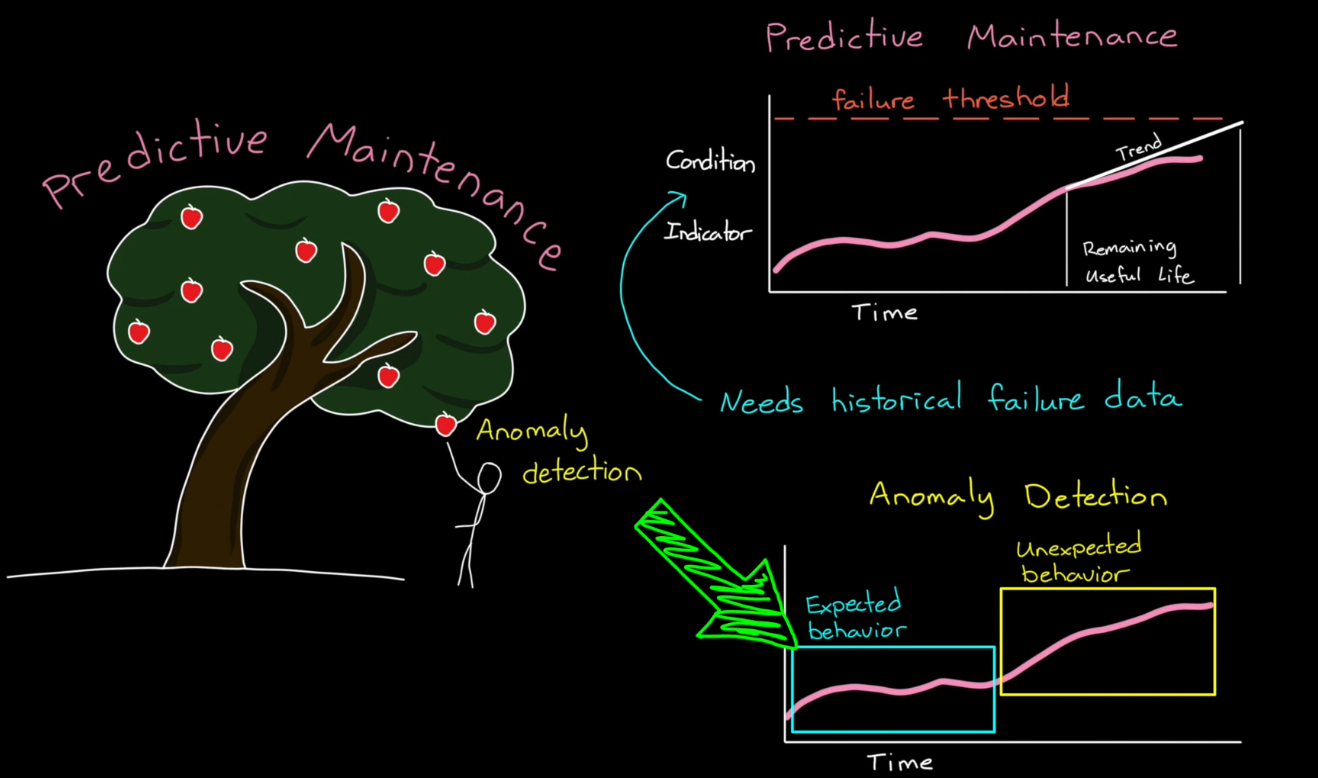 Predictive Maintenance
Anomaly
detection
Predictive Maintenance
failure threshold
Condition
Indicator
Trend
Remaining
Useful Life
Time
Needs historical failure data
Anomaly Detection
Unexpected
behavior
Expected
behavior
Time